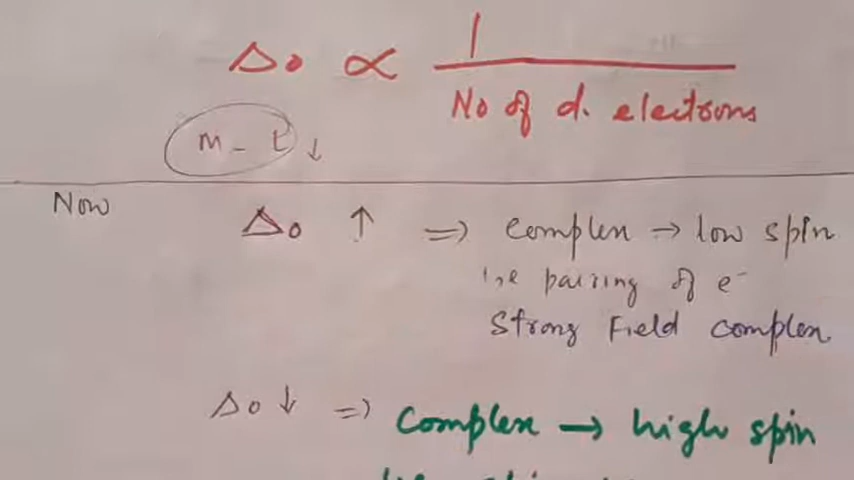 Δo ∝ 1 / No of d. electrons
M - L ↓
Now Δo ↑ => Complex → low spin
i.e pairing of e⁻
Strong Field complex
Δo ↓ => Complex → high spin